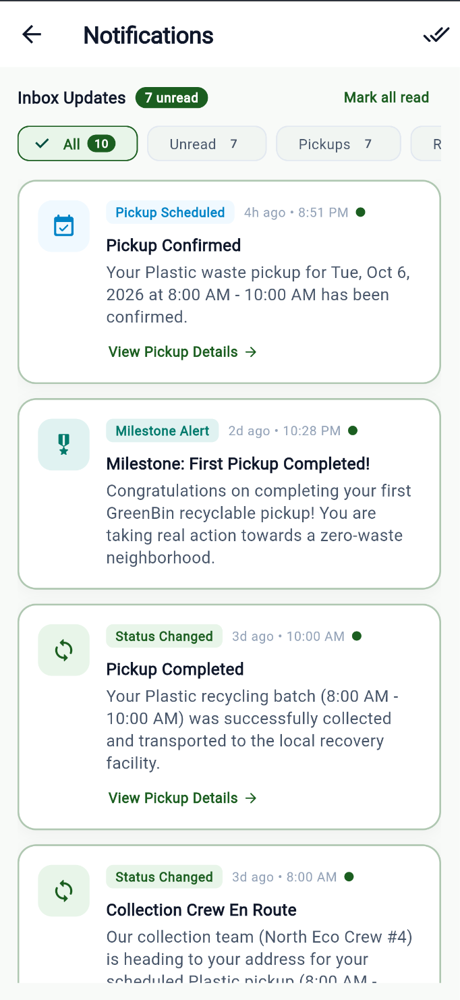 Notifications
Inbox Updates 7 unread Mark all read
All 10 Unread 7 Pickups 7 R
Pickup Scheduled 4h ago • 8:51 PM
Pickup Confirmed
Your Plastic waste pickup for Tue, Oct 6,
2026 at 8:00 AM - 10:00 AM has been
confirmed.
View Pickup Details →
Milestone Alert 2d ago • 10:28 PM
Milestone: First Pickup Completed!
Congratulations on completing your first
GreenBin recyclable pickup! You are
taking real action towards a zero-waste
neighborhood.
Status Changed 3d ago • 10:00 AM
Pickup Completed
Your Plastic recycling batch (8:00 AM -
10:00 AM) was successfully collected
and transported to the local recovery
facility.
View Pickup Details →
Status Changed 3d ago • 8:00 AM
Collection Crew En Route
Our collection team (North Eco Crew #4)
is heading to your address for your
scheduled Plastic pickup (8:00 AM -